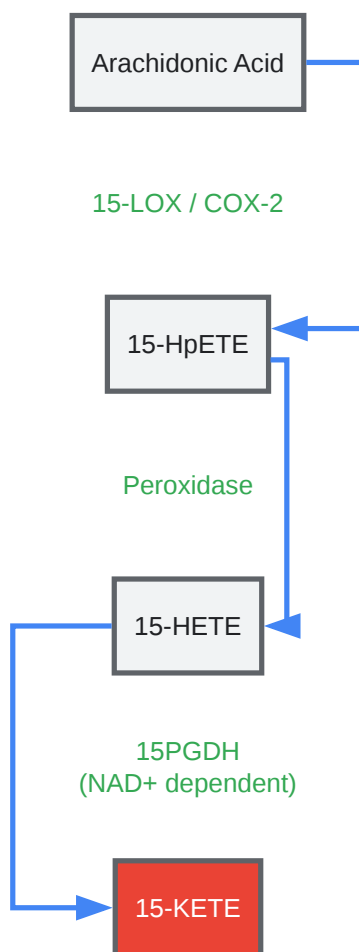 Arachidonic Acid
15-LOX / COX-2
15-HpETE
Peroxidase
15-HETE
15PGDH
(NAD+ dependent)
15-KETE